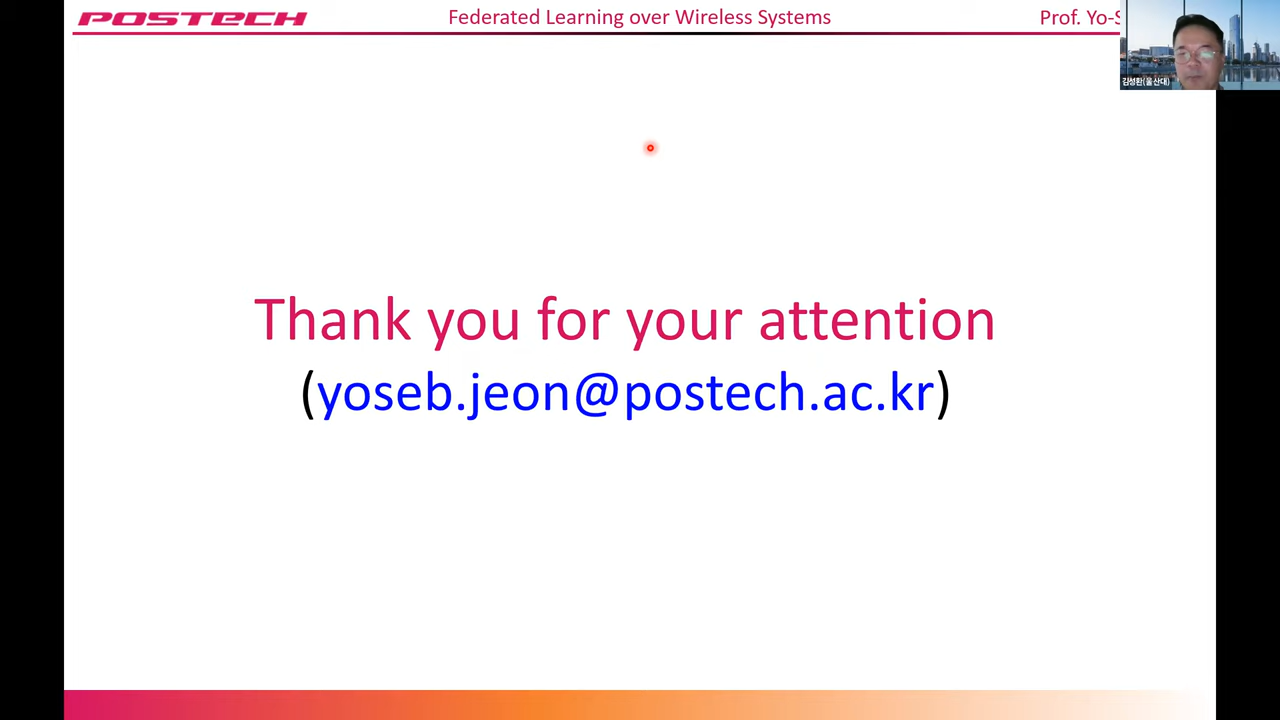 POSTECH
Federated Learning over Wireless Systems
Prof. Yo-S
김성환(울산대)
Thank you for your attention
(yoseb.jeon@postech.ac.kr)